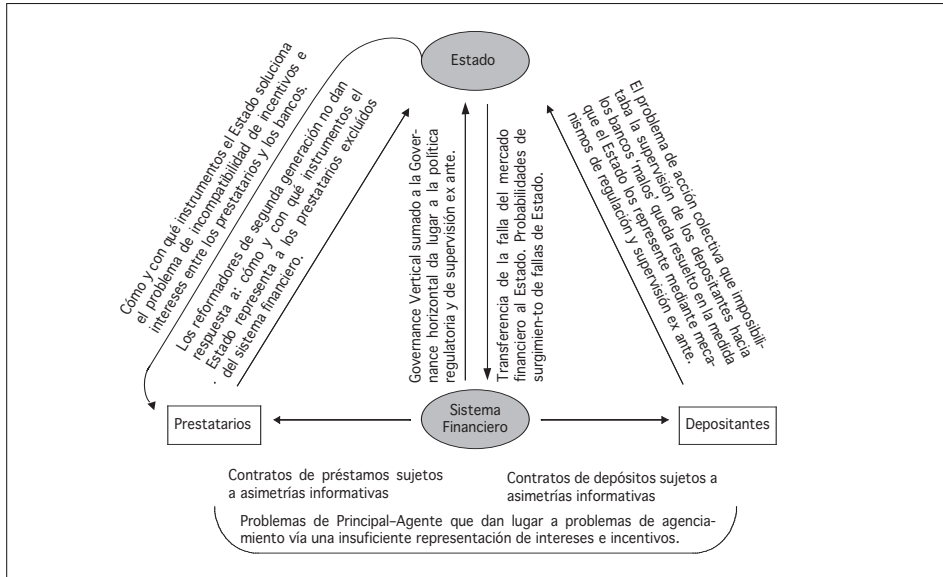 Estado
Cómo y con qué instrumentos el Estado soluciona
el problema de incompatibilidad de incentivos e
intereses entre los prestatarios y los bancos.
Los reformadores de segunda generación no dan
respuesta a: cómo y con qué instrumentos el
Estado representa a los prestatarios excluídos
del sistema financiero.
Governance Vertical sumado a la Gover-
nance horizontal da lugar a la política
regulatoria y de supervisión ex ante.
Transferencia de la falla del mercado
financiero al Estado. Probabilidades de
surgimien-to de fallas de Estado.
El problema de acción colectiva que imposibili-
taba la supervisión de los depositantes hacia
los bancos 'malos' queda resuelto en la medida
que el Estado los represente mediante meca-
nismos de regulación y supervisión ex ante.
Prestatarios
Sistema
Financiero
Depositantes
Contratos de préstamos sujetos
a asimetrías informativas
Contratos de depósitos sujetos a
asimetrías informativas
Problemas de Principal–Agente que dan lugar a problemas de agencia-
miento vía una insuficiente representación de intereses e incentivos.